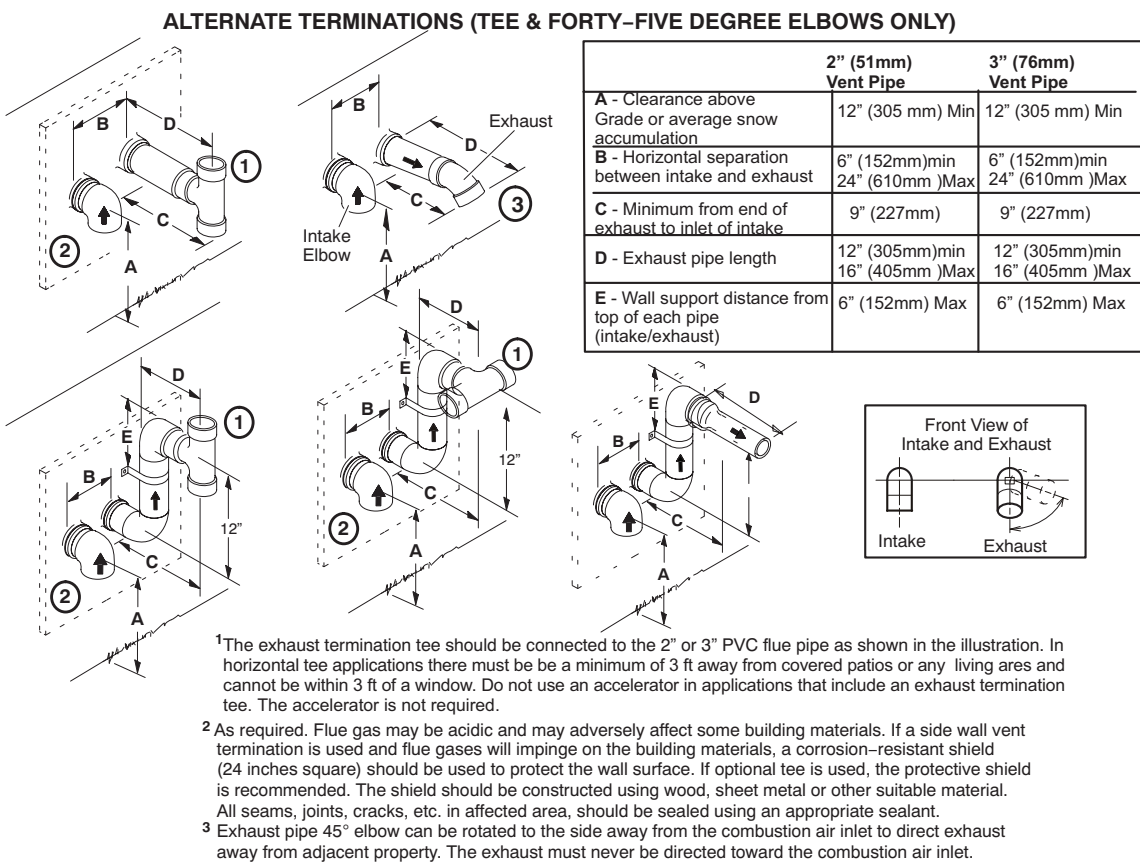 ALTERNATE TERMINATIONS (TEE & FORTY–FIVE DEGREE ELBOWS ONLY)
B
D
1
C
2
A
B
D
Exhaust
C
3
Intake
Elbow
A
2” (51mm)
Vent Pipe
3” (76mm)
Vent Pipe
A - Clearance above
Grade or average snow
accumulation
12” (305 mm) Min
12” (305 mm) Min
B - Horizontal separation
between intake and exhaust
6” (152mm)min
24” (610mm )Max
6” (152mm)min
24” (610mm )Max
C - Minimum from end of
exhaust to inlet of intake
9” (227mm)
9” (227mm)
D - Exhaust pipe length
12” (305mm)min
16” (405mm )Max
12” (305mm)min
16” (405mm )Max
E - Wall support distance from
top of each pipe
(intake/exhaust)
6” (152mm) Max
6” (152mm) Max
D
1
E
B
12”
C
2
A
D
1
E
B
12”
C
2
A
E
D
B
C
A
Front View of
Intake and Exhaust
Intake
Exhaust
1The exhaust termination tee should be connected to the 2” or 3” PVC flue pipe as shown in the illustration. In
horizontal tee applications there must be be a minimum of 3 ft away from covered patios or any living ares and
cannot be within 3 ft of a window. Do not use an accelerator in applications that include an exhaust termination
tee. The accelerator is not required.
2 As required. Flue gas may be acidic and may adversely affect some building materials. If a side wall vent
termination is used and flue gases will impinge on the building materials, a corrosion–resistant shield
(24 inches square) should be used to protect the wall surface. If optional tee is used, the protective shield
is recommended. The shield should be constructed using wood, sheet metal or other suitable material.
All seams, joints, cracks, etc. in affected area, should be sealed using an appropriate sealant.
3 Exhaust pipe 45° elbow can be rotated to the side away from the combustion air inlet to direct exhaust
away from adjacent property. The exhaust must never be directed toward the combustion air inlet.